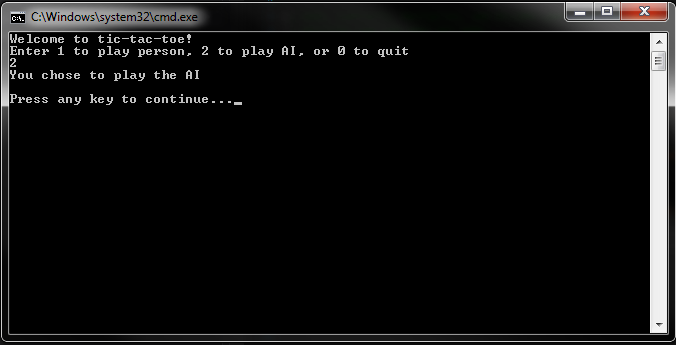 C:\Windows\system32\cmd.exe
Welcome to tic-tac-toe!
Enter 1 to play person, 2 to play AI, or 0 to quit
2
You chose to play the AI
Press any key to continue..._